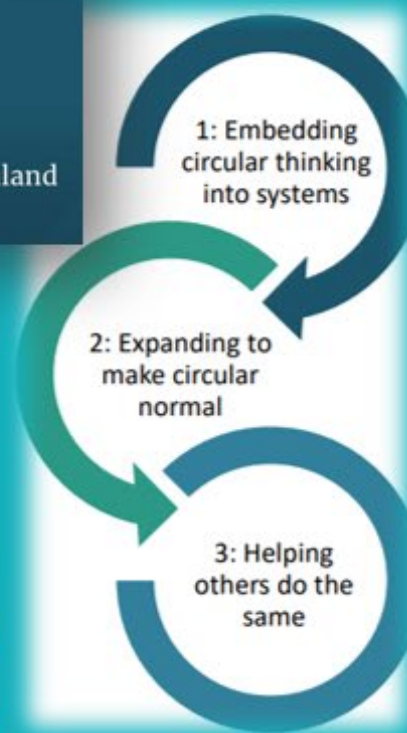 land
1: Embedding
circular thinking
into systems
2: Expanding to
make circular
normal
3: Helping
others do the
same